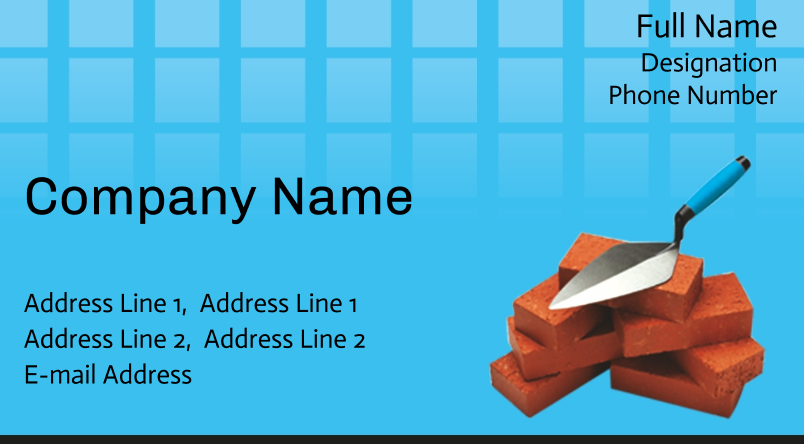 Full Name
Designation
Phone Number
Company Name
Address Line 1,  Address Line 1
Address Line 2,  Address Line 2
E-mail Address